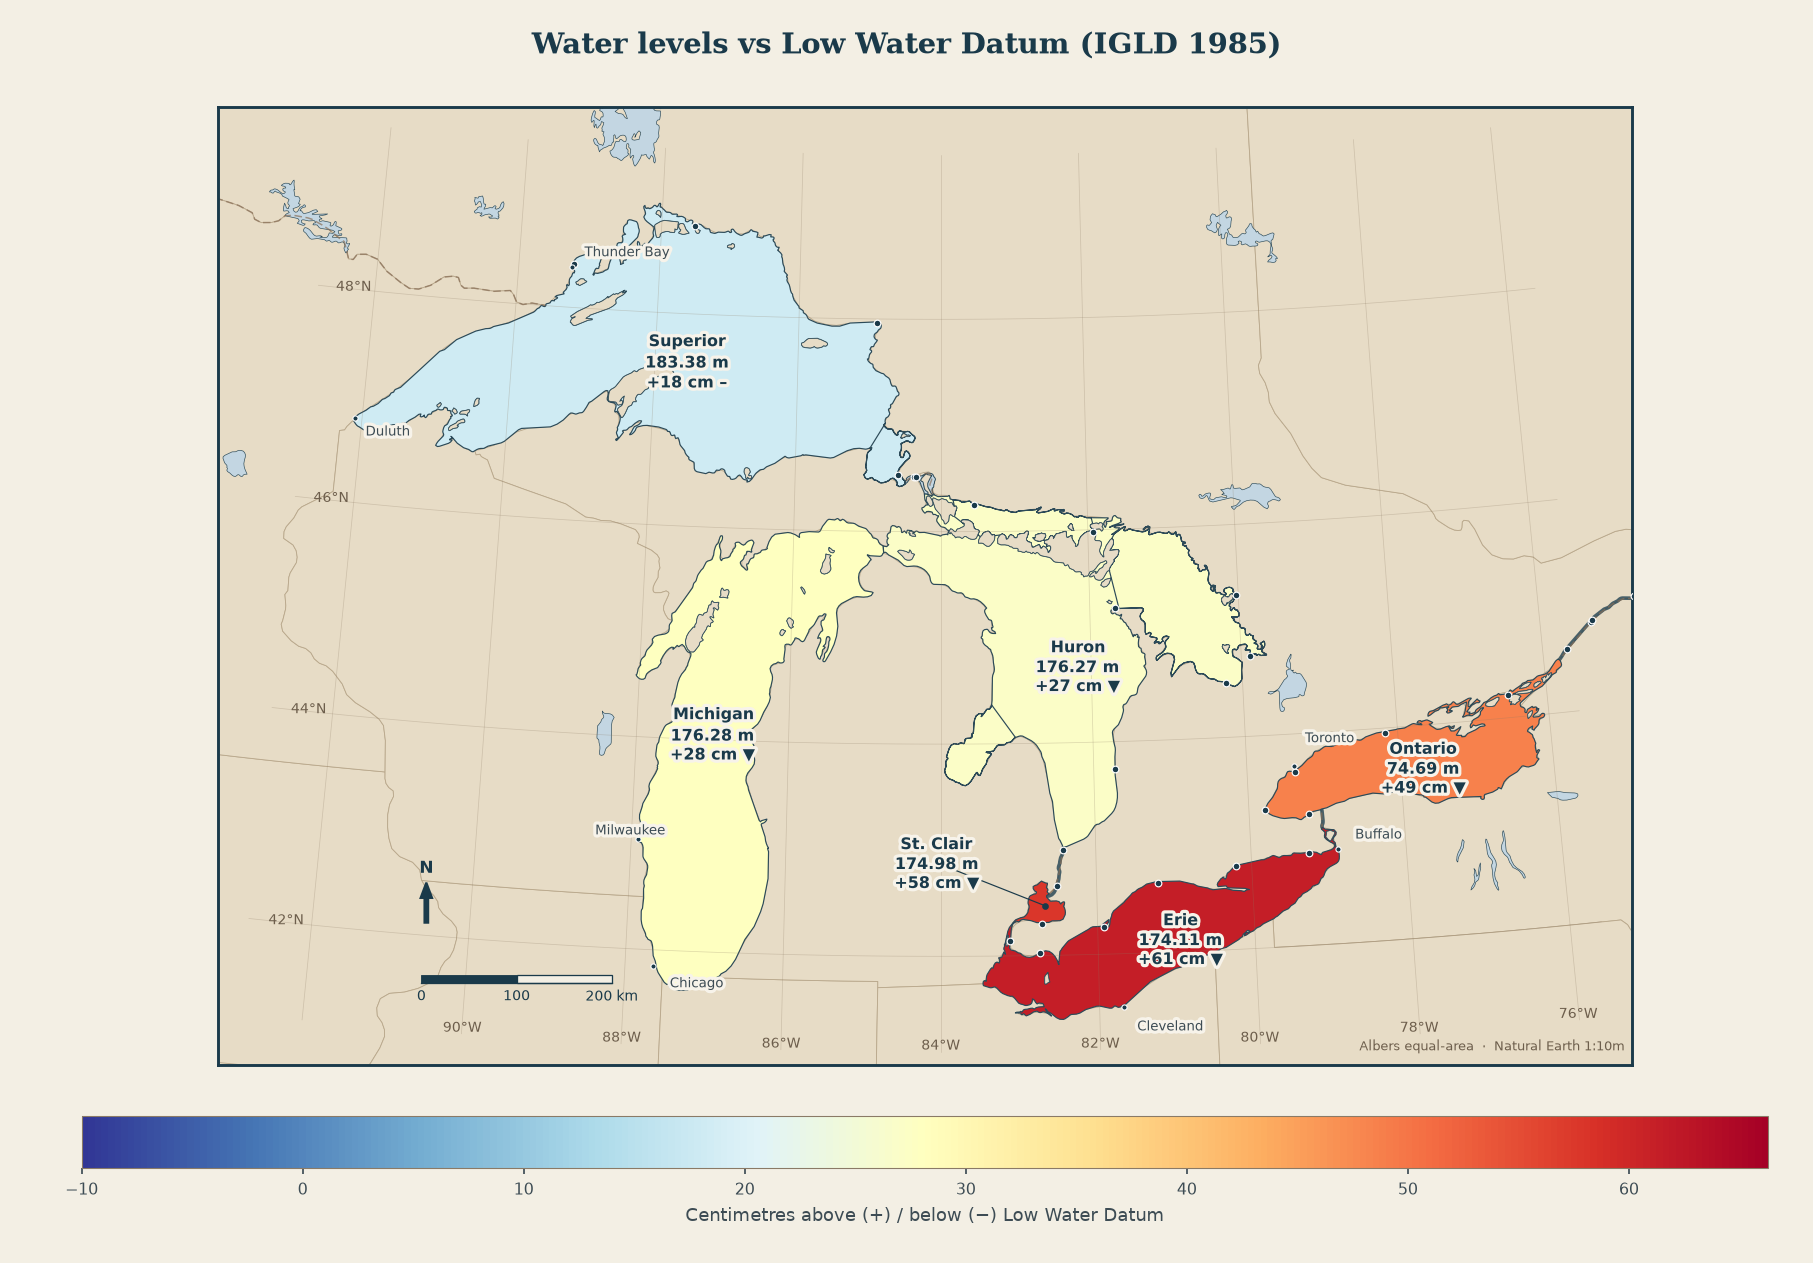 Water levels vs Low Water Datum (IGLD 1985)
Thunder Bay
48°N
Superior
183.38 m
+18 cm –
Duluth
46°N
Huron
176.27 m
+27 cm ▼
44°N
Michigan
176.28 m
+28 cm ▼
Toronto
Ontario
74.69 m
+49 cm ▼
Milwaukee
Buffalo
St. Clair
174.98 m
+58 cm ▼
N
42°N
Erie
174.11 m
+61 cm ▼
Chicago
0 100 200 km
Cleveland
90°W 88°W 86°W 84°W 82°W 80°W 78°W 76°W
Albers equal-area · Natural Earth 1:10m
−10 0 10 20 30 40 50 60
Centimetres above (+) / below (−) Low Water Datum